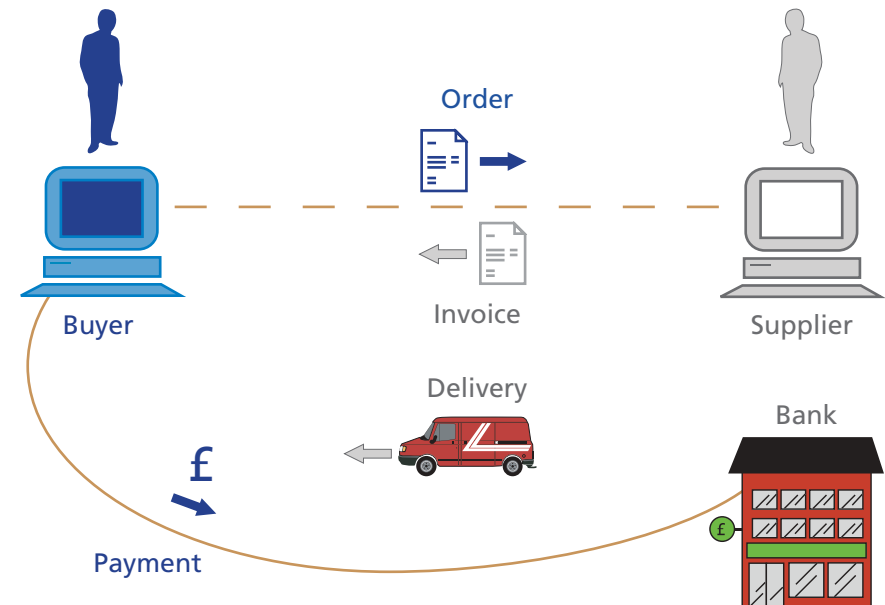 Order
Buyer
Invoice
Supplier
Delivery
Bank
£
£
Payment